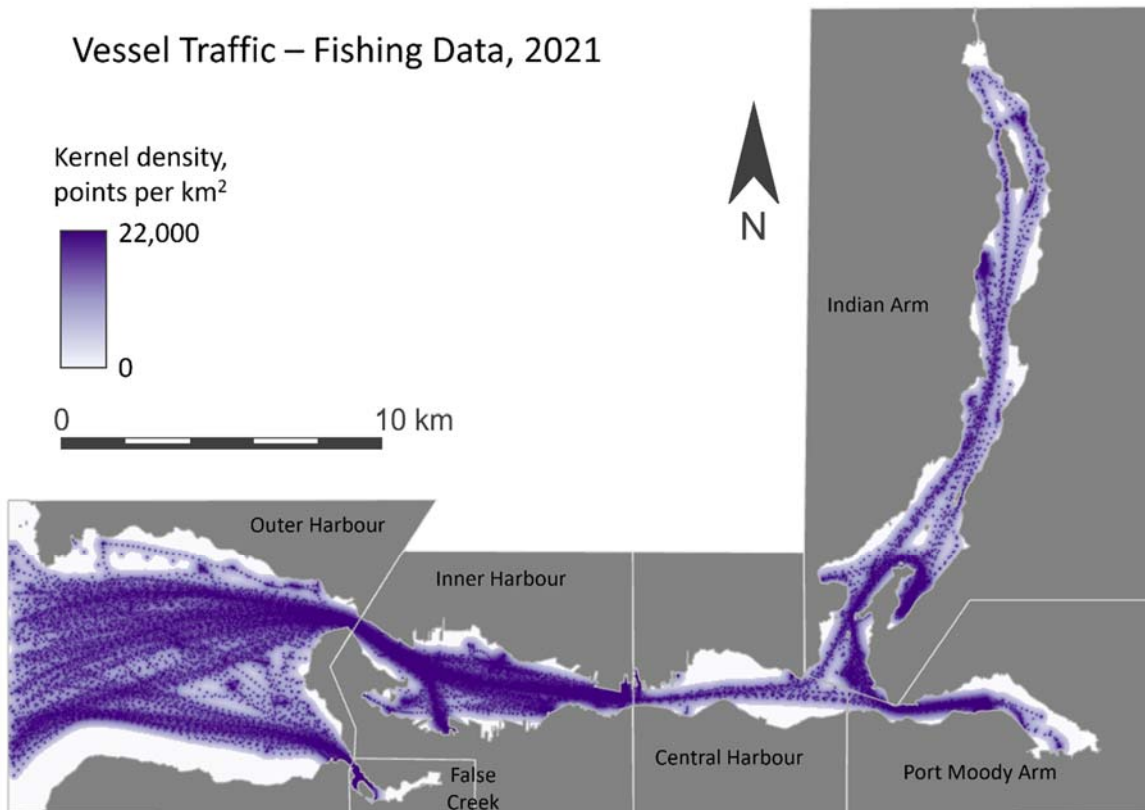 Vessel Traffic – Fishing Data, 2021
Kernel density,
points per km²
22,000
0
0
10 km
N
Indian Arm
Outer Harbour
Inner Harbour
Central Harbour
Port Moody Arm
False
Creek